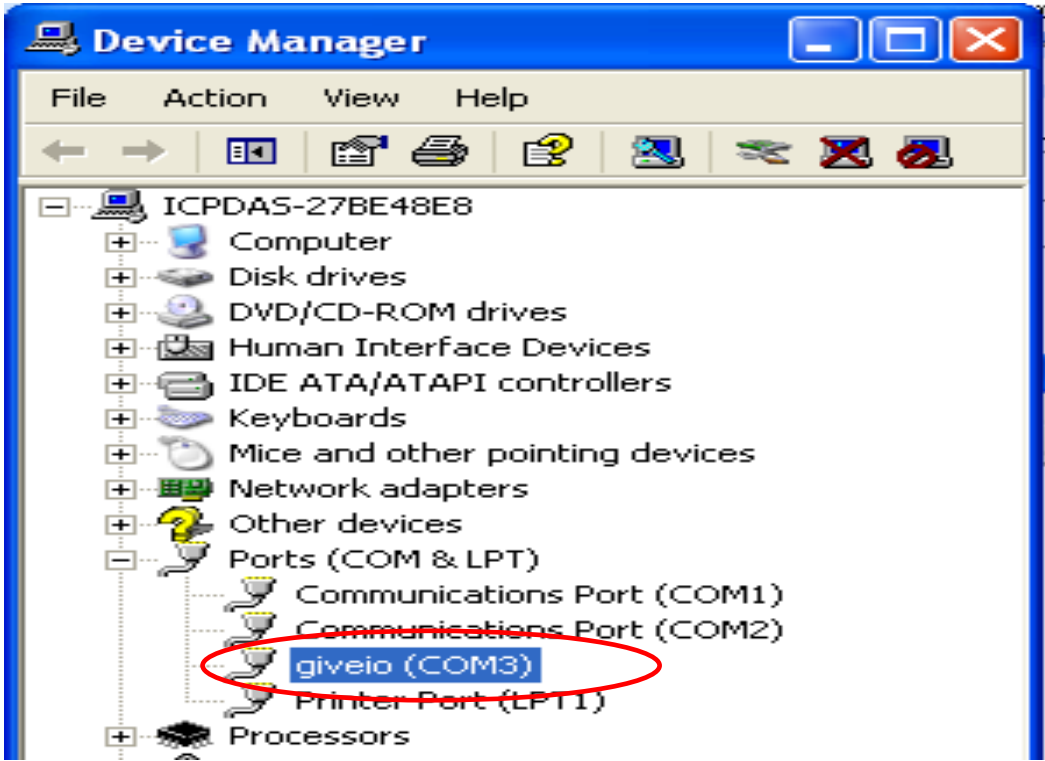 Device Manager
File Action View Help
ICPDAS-27BE48E8
Computer
Disk drives
DVD/CD-ROM drives
Human Interface Devices
IDE ATA/ATAPI controllers
Keyboards
Mice and other pointing devices
Network adapters
Other devices
Ports (COM & LPT)
Communications Port (COM1)
Communications Port (COM2)
giveio (COM3)
Printer Port (LPT1)
Processors